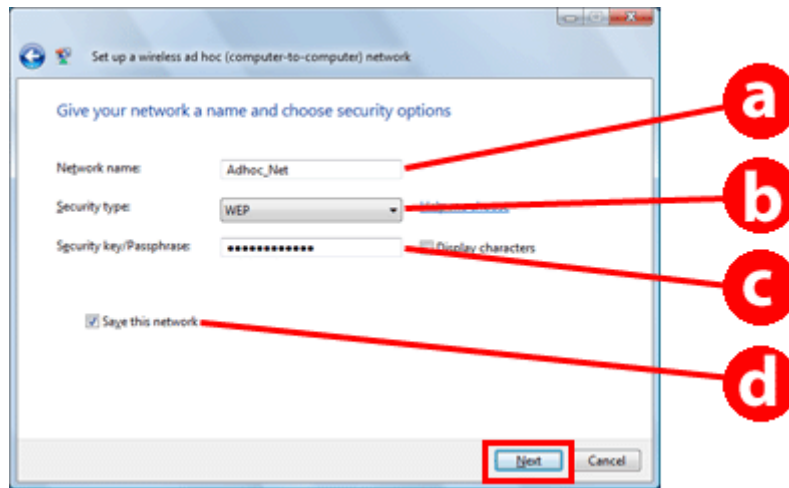 Set up a wireless ad hoc (computer-to-computer) network
Give your network a name and choose security options
a
Network name: Adhoc_Net
b
Security type: WEP
Security key/Passphrase: •••••••••••• Display characters
c
Save this network
d
Next Cancel